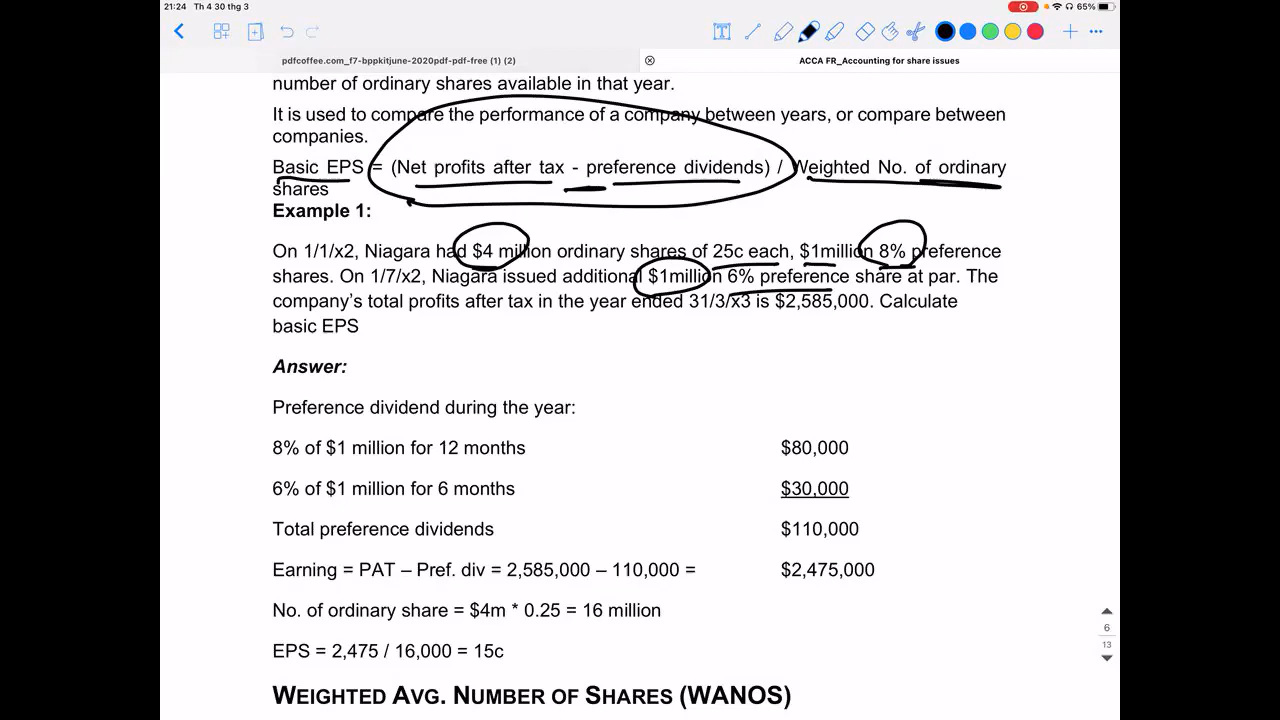 21:24 Th 4 30 thg 3
65%
pdfcoffee.com_f7-bppkitjune-2020pdf-pdf-free (1) (2)
ACCA FR_Accounting for share issues
number of ordinary shares available in that year.
It is used to compare the performance of a company between years, or compare between
companies.
Basic EPS = (Net profits after tax - preference dividends) / Weighted No. of ordinary
shares
Example 1:
On 1/1/x2, Niagara had $4 million ordinary shares of 25c each, $1million 8% preference
shares. On 1/7/x2, Niagara issued additional $1million 6% preference share at par. The
company's total profits after tax in the year ended 31/3/x3 is $2,585,000. Calculate
basic EPS
Answer:
Preference dividend during the year:
8% of $1 million for 12 months $80,000
6% of $1 million for 6 months $30,000
Total preference dividends $110,000
Earning = PAT – Pref. div = 2,585,000 – 110,000 = $2,475,000
No. of ordinary share = $4m * 0.25 = 16 million
EPS = 2,475 / 16,000 = 15c
6
13
WEIGHTED AVG. NUMBER OF SHARES (WANOS)